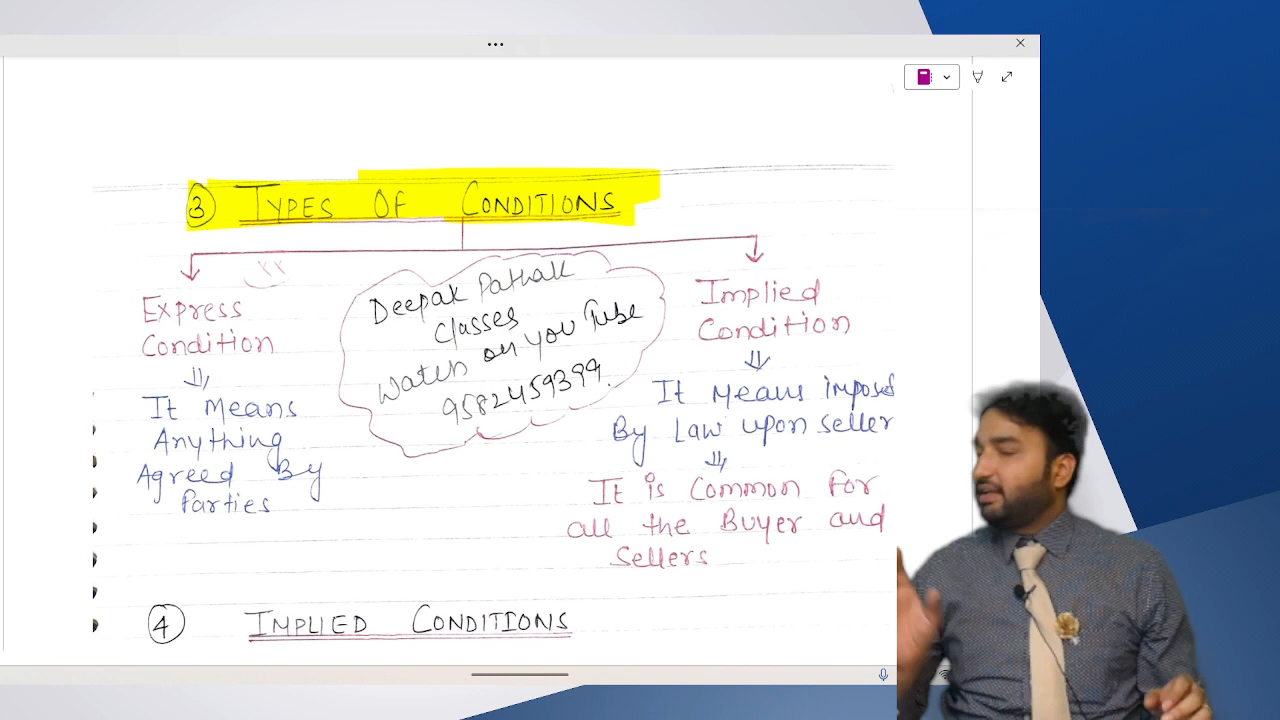 3 TYPES OF CONDITIONS
Express
Condition
It Means
Anything
Agreed By
Parties
Deepak Pathak
Classes
Watch on YouTube
9582459399.
Implied
Condition
It Means imposed
By Law upon seller
It is Common for
all the Buyer and
Sellers
4 IMPLIED CONDITIONS